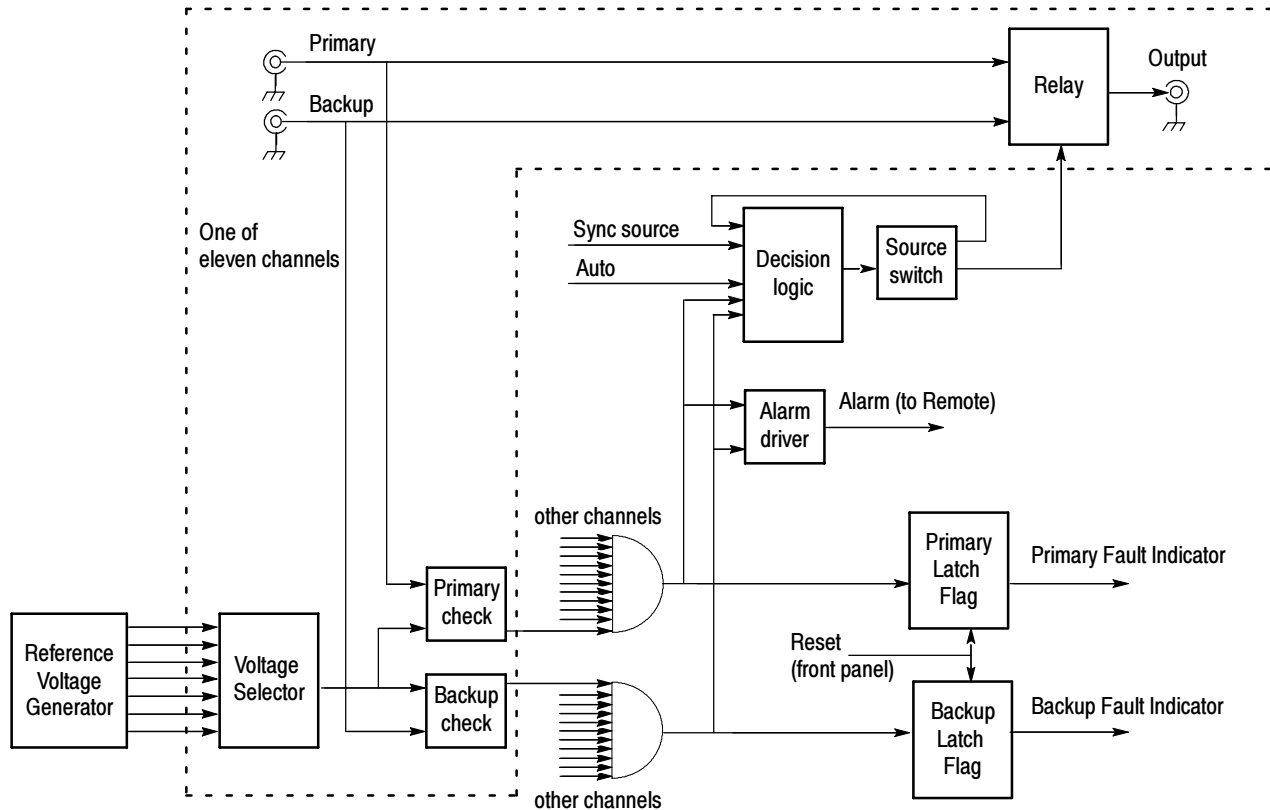 Primary
Output
Relay
Backup
One of
eleven channels
Sync source
Auto
Decision
logic
Source
switch
Alarm
driver
Alarm (to Remote)
other channels
Primary
Latch
Flag
Primary Fault Indicator
Primary
check
Reset
(front panel)
Reference
Voltage
Generator
Voltage
Selector
Backup
check
Backup
Latch
Flag
Backup Fault Indicator
other channels